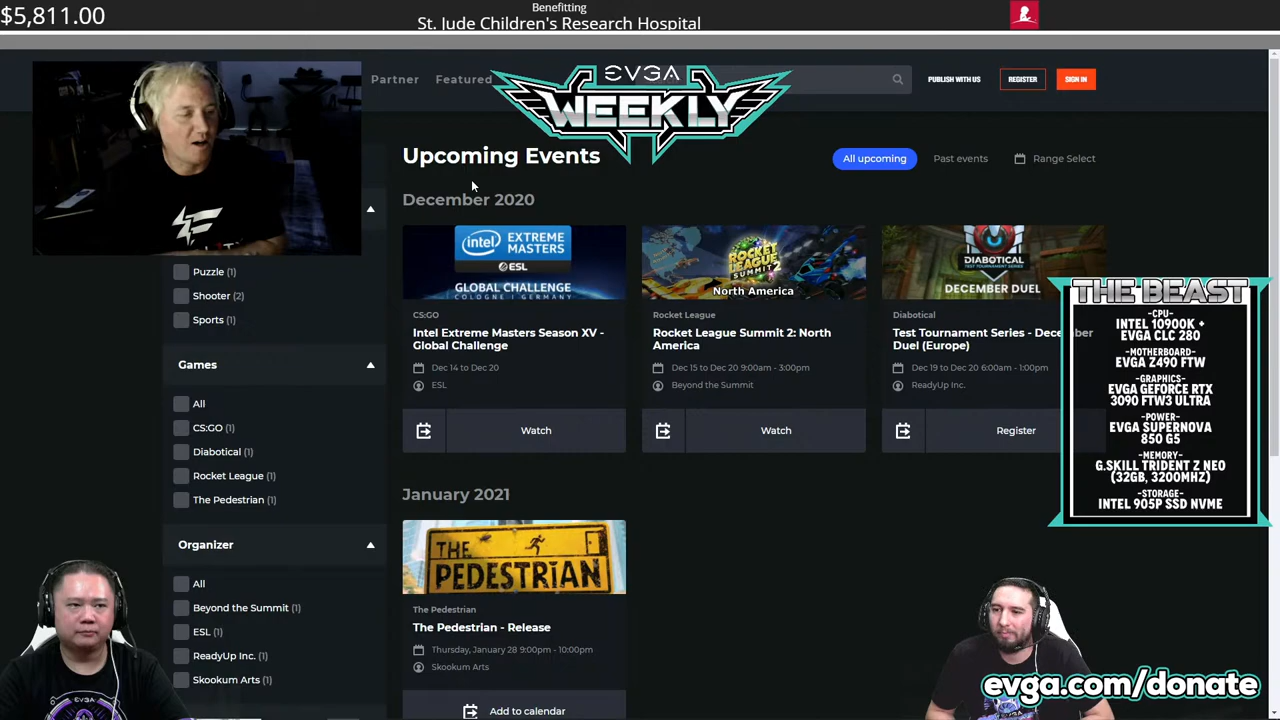 $5,811.00
Benefitting
St. Jude Children's Research Hospital
Partner
Featured
EVGA
WEEKLY
PUBLISH WITH US
REGISTER
SIGN IN
Upcoming Events
All upcoming
Past events
Range Select
December 2020
Puzzle (1)
Shooter (2)
Sports (1)
Games
All
CS:GO (1)
Diabotical (1)
Rocket League (1)
The Pedestrian (1)
Organizer
All
Beyond the Summit (1)
ESL (1)
ReadyUp Inc. (1)
Skookum Arts (1)
intel EXTREME
MASTERS
ESL
GLOBAL CHALLENGE
COLOGNE | GERMANY
CS:GO
Intel Extreme Masters Season XV -
Global Challenge
Dec 14 to Dec 20
ESL
Watch
ROCKET
LEAGUE
SUMMIT 2
North America
Rocket League
Rocket League Summit 2: North
America
Dec 15 to Dec 20 9:00am - 3:00pm
Beyond the Summit
Watch
DIABOTICAL
TEST TOURNAMENT SERIES
DECEMBER DUEL
Diabotical
Test Tournament Series - December
Duel (Europe)
Dec 19 to Dec 20 6:00am - 1:00pm
ReadyUp Inc.
Register
January 2021
THE
PEDESTRIAN
The Pedestrian
The Pedestrian - Release
Thursday, January 28 9:00pm - 10:00pm
Skookum Arts
Add to calendar
THE BEAST
-CPU-
INTEL 10900K +
EVGA CLC 280
-MOTHERBOARD-
EVGA Z490 FTW
-GRAPHICS-
EVGA GEFORCE RTX
3090 FTW3 ULTRA
-POWER-
EVGA SUPERNOVA
850 G5
-MEMORY-
G.SKILL TRIDENT Z NEO
(32GB, 3200MHZ)
-STORAGE-
INTEL 905P SSD NVME
EVGA
evga.com/donate